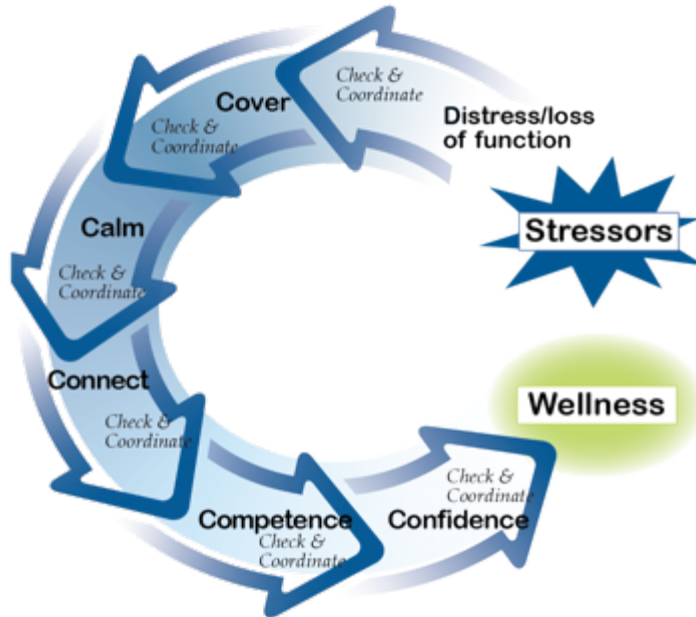 Stressors
Distress/loss
of function
Check &
Coordinate
Cover
Check &
Coordinate
Calm
Check &
Coordinate
Connect
Check &
Coordinate
Competence
Check &
Coordinate
Confidence
Check &
Coordinate
Wellness